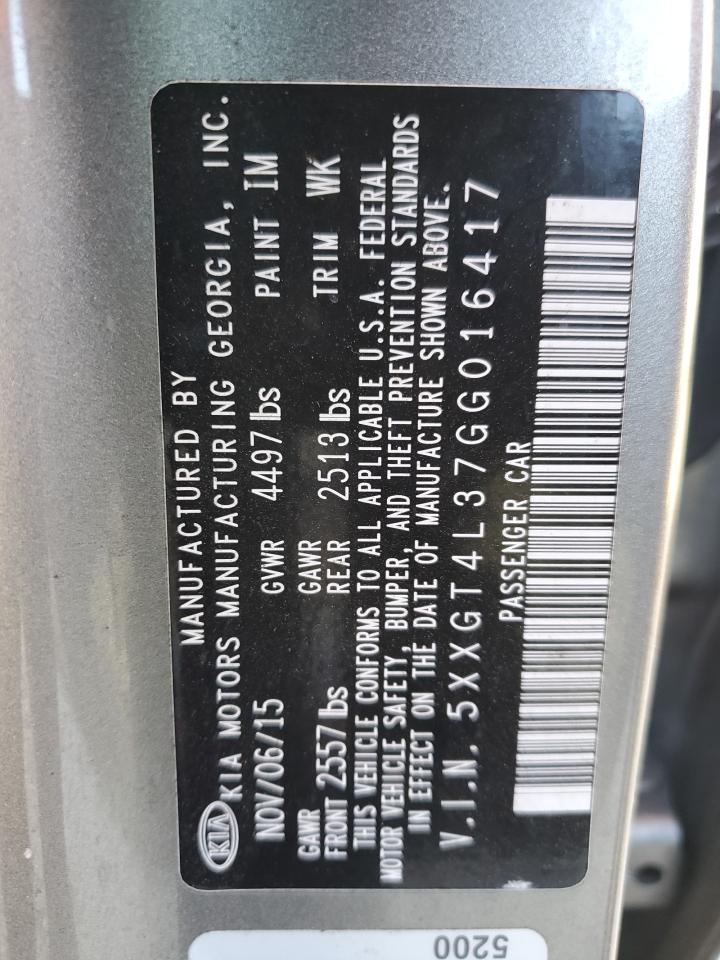 MANUFACTURED BY
KIA KIA MOTORS MANUFACTURING GEORGIA, INC.
NOV/06/15 GVWR 4497 lbs PAINT IM
GAWR FRONT 2557 lbs GAWR REAR 2513 lbs TRIM WK
THIS VEHICLE CONFORMS TO ALL APPLICABLE U.S.A. FEDERAL
MOTOR VEHICLE SAFETY, BUMPER, AND THEFT PREVENTION STANDARDS
IN EFFECT ON THE DATE OF MANUFACTURE SHOWN ABOVE.
V.I.N. 5XXGT4L37GG016417
PASSENGER CAR
5200